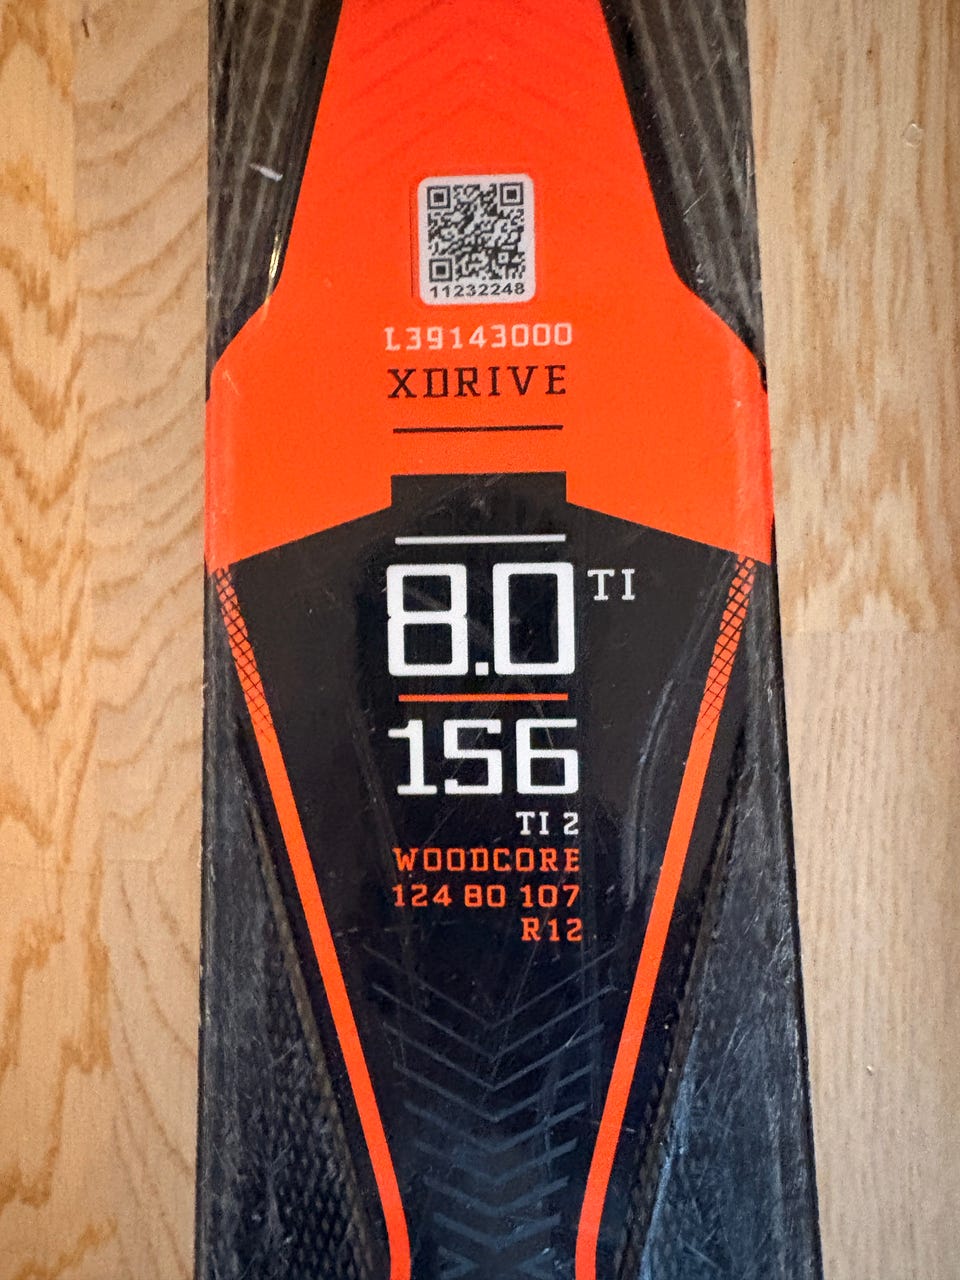 11232248
L39143000
XDRIVE
8.0 TI
156
TI 2
WOODCORE
124 80 107
R12